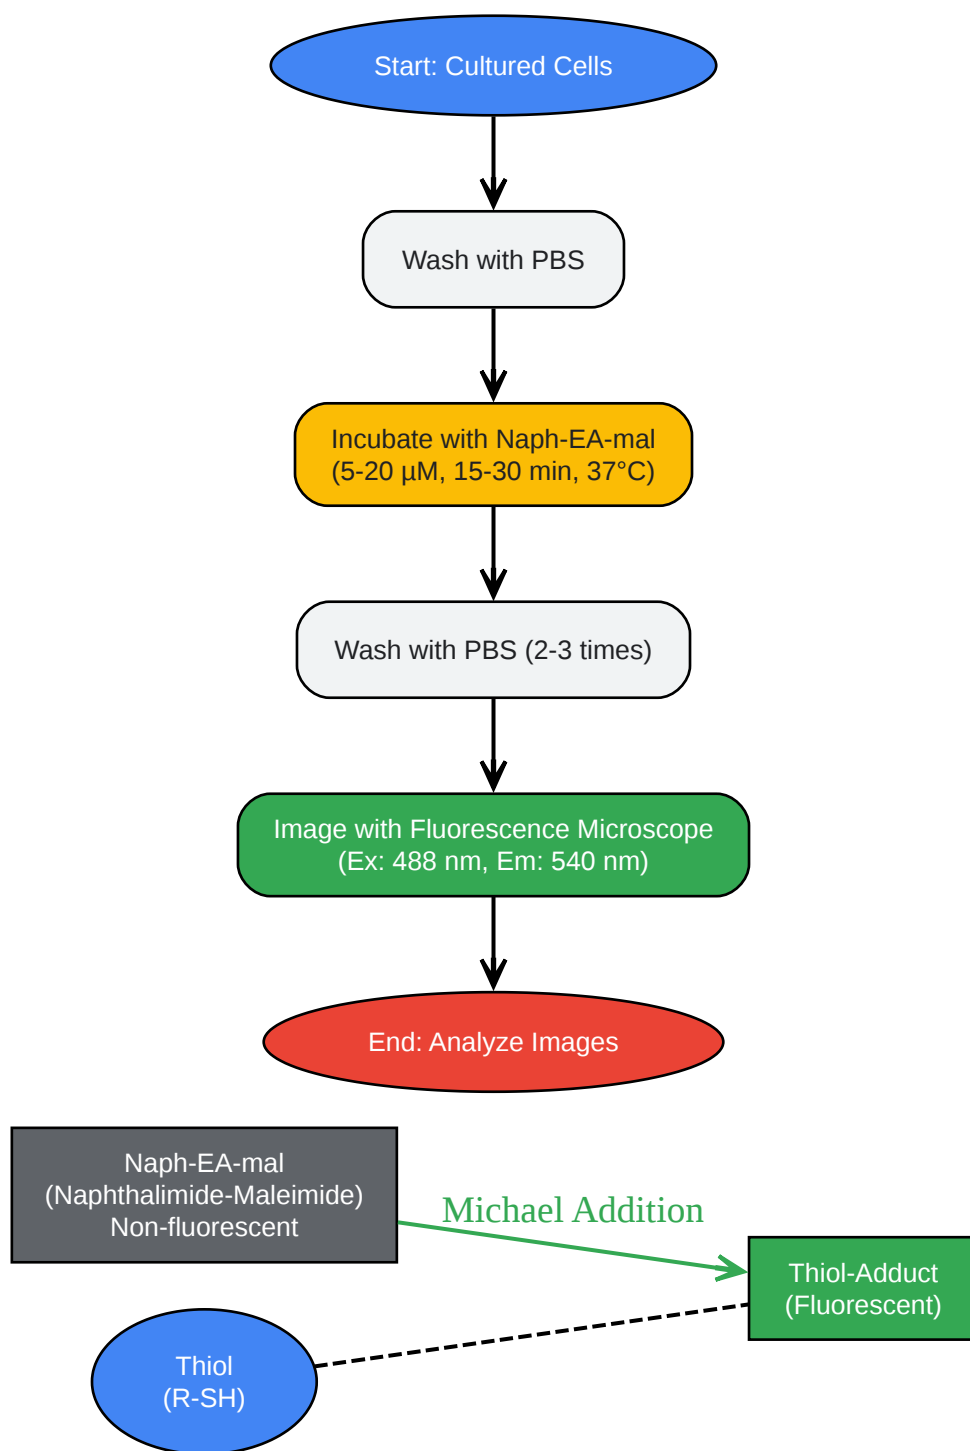 Start: Cultured Cells
Wash with PBS
Incubate with Naph-EA-mal
(5-20 µM, 15-30 min, 37°C)
Wash with PBS (2-3 times)
Image with Fluorescence Microscope
(Ex: 488 nm, Em: 540 nm)
End: Analyze Images
Naph-EA-mal
(Naphthalimide-Maleimide)
Non-fluorescent
Michael Addition
Thiol-Adduct
(Fluorescent)
Thiol
(R-SH)